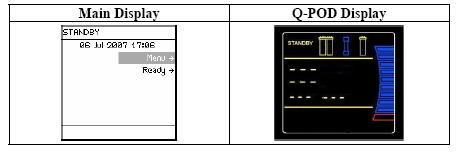 Main Display
Q-POD Display
STANDBY
06 Jul 2007 17:06
Menu →
Ready →
STANDBY
--- 
---
--- ---